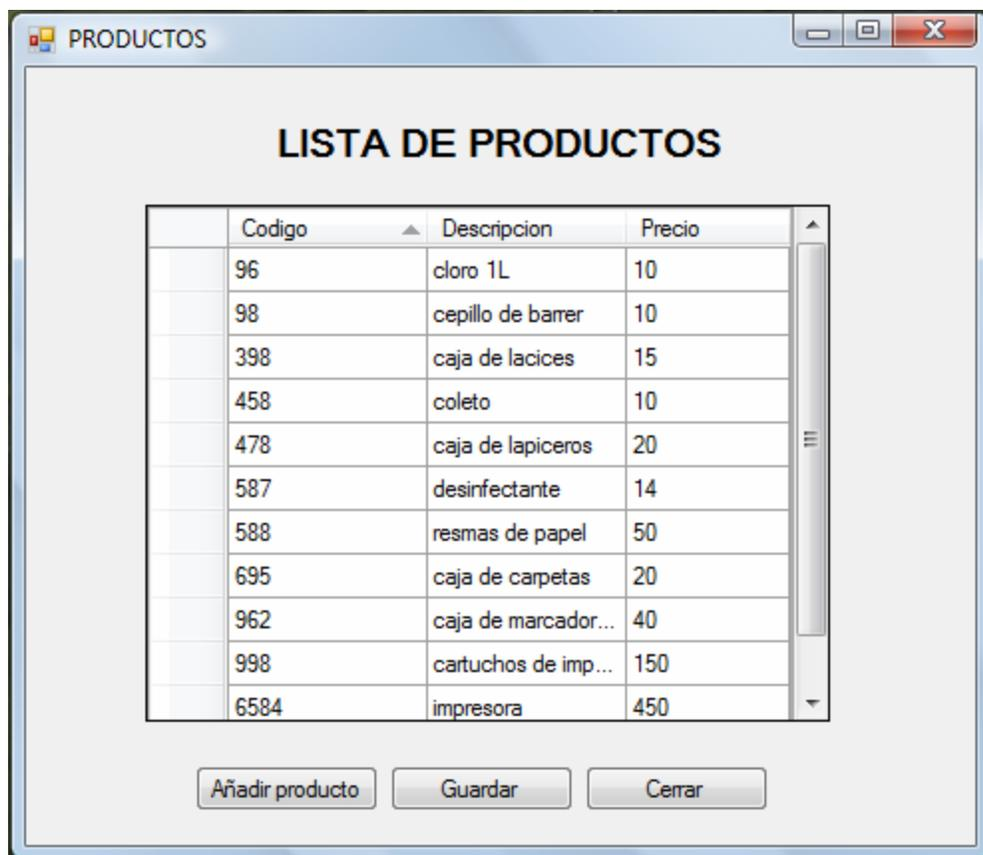 PRODUCTOS
LISTA DE PRODUCTOS
Codigo Descripcion Precio
96 cloro 1L 10
98 cepillo de barrer 10
398 caja de lacices 15
458 coleto 10
478 caja de lapiceros 20
587 desinfectante 14
588 resmas de papel 50
695 caja de carpetas 20
962 caja de marcador... 40
998 cartuchos de imp... 150
6584 impresora 450
Añadir producto Guardar Cerrar